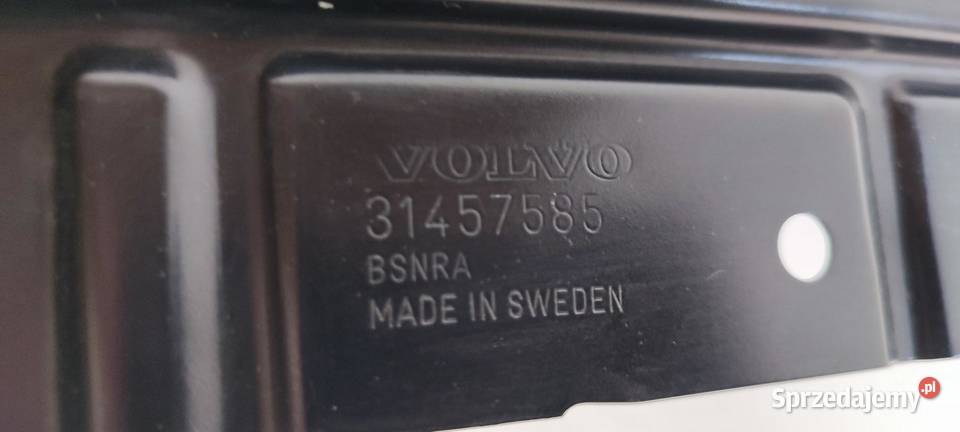 VOLVO
31457585
BSNRA
MADE IN SWEDEN
Sprzedajemy.pl